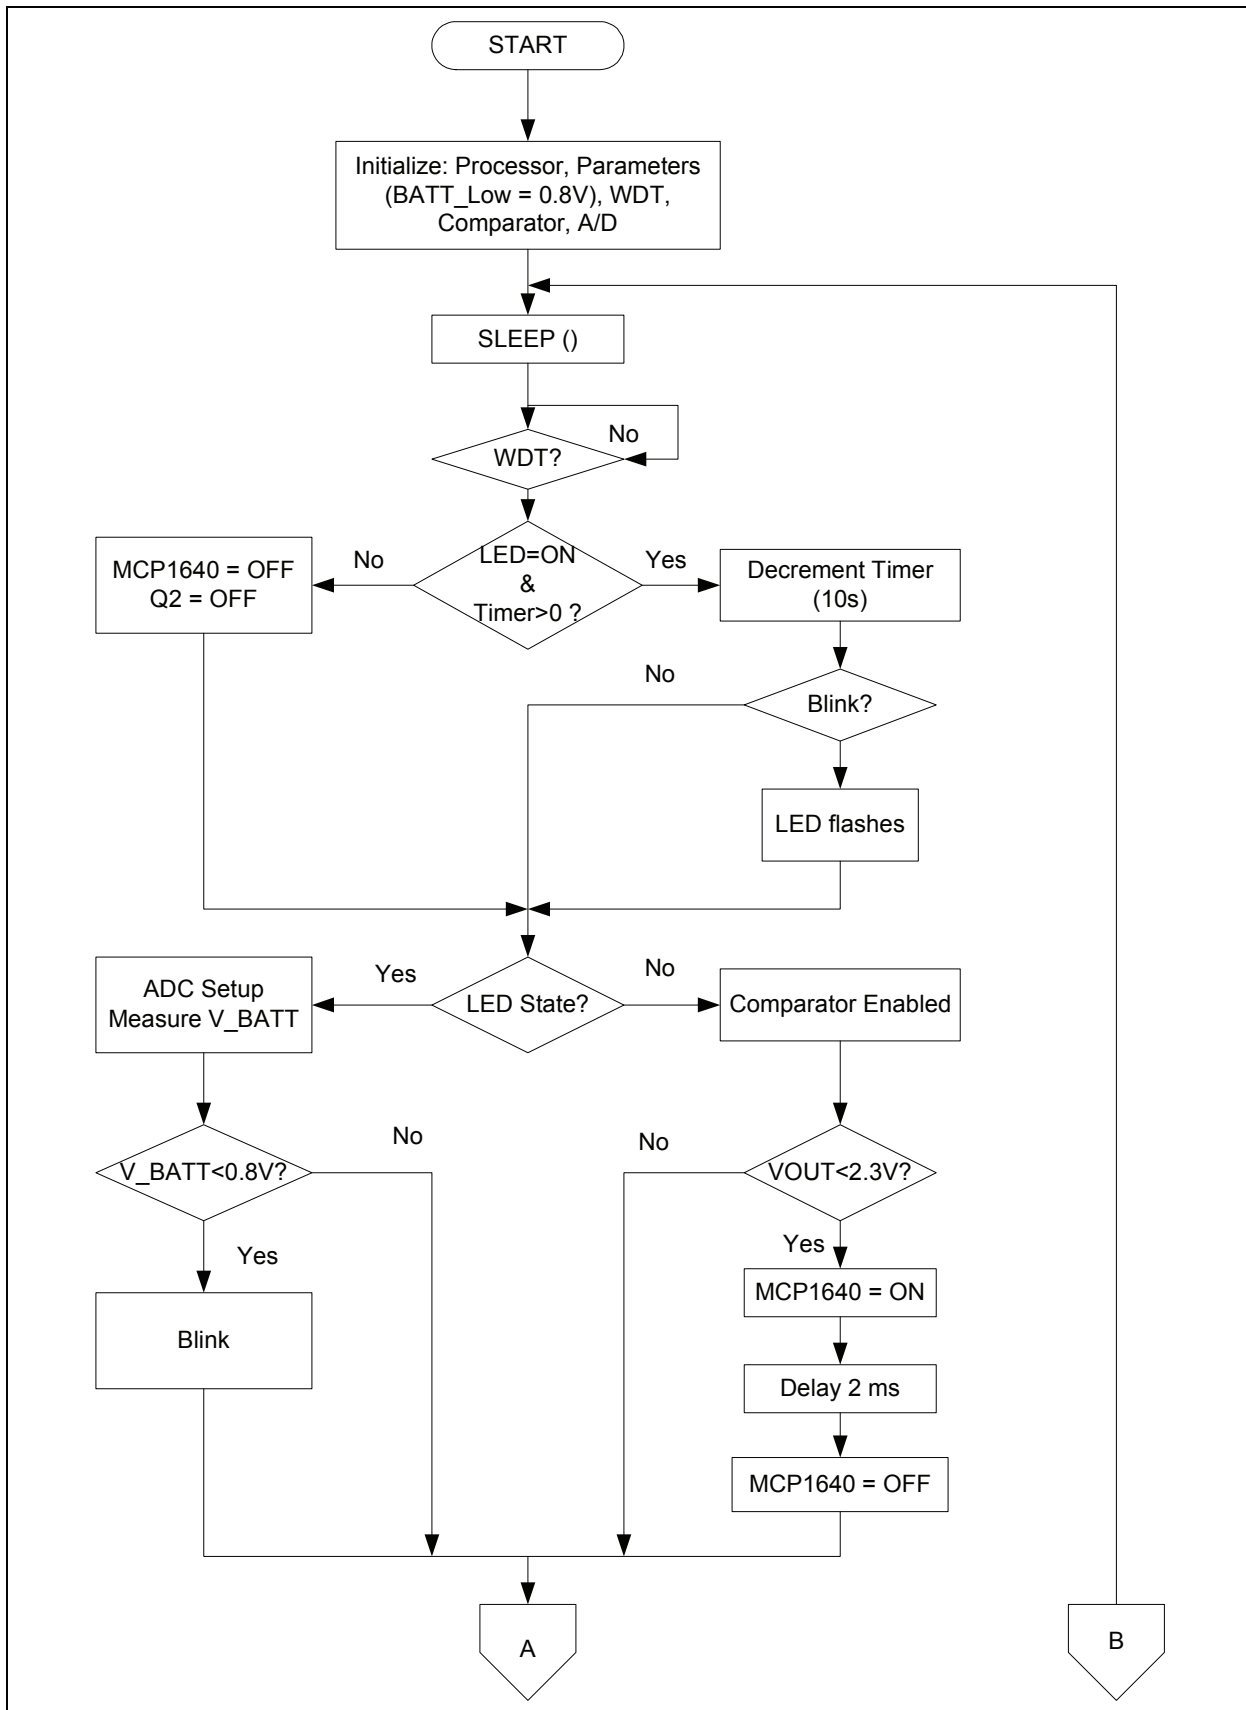 START
Initialize: Processor, Parameters
(BATT_Low = 0.8V), WDT,
Comparator, A/D
SLEEP ()
No
WDT?
MCP1640 = OFF
Q2 = OFF
No
LED=ON
&
Timer>0 ?
Yes
Decrement Timer
(10s)
No
Blink?
LED flashes
ADC Setup
Measure V_BATT
Yes
LED State?
No
Comparator Enabled
V_BATT<0.8V?
No
No
VOUT<2.3V?
Yes
Yes
MCP1640 = ON
Blink
Delay 2 ms
MCP1640 = OFF
A
B